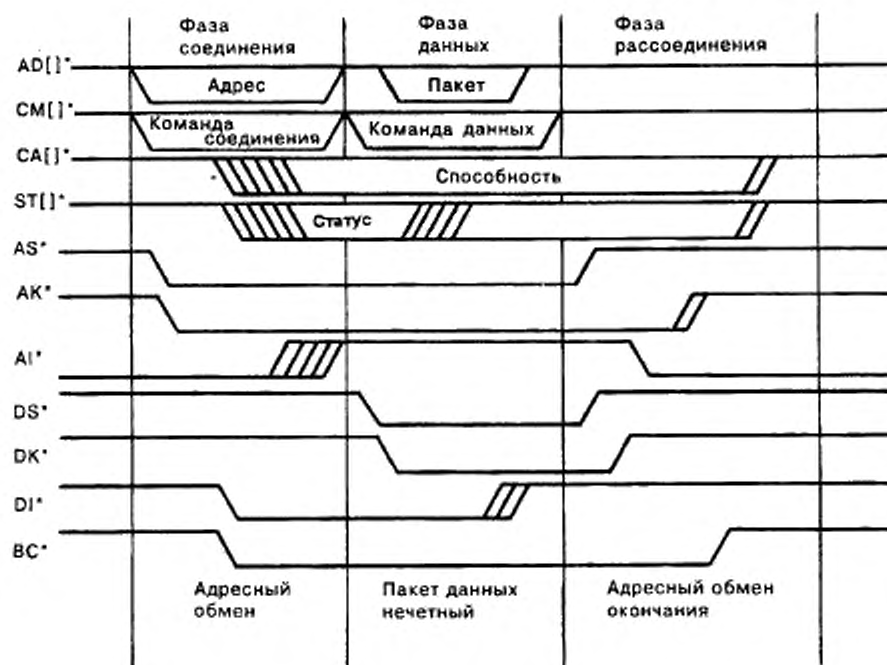 Фаза
соединения
Фаза
данных
Фаза
рассоединения
AD[]*
Адрес
Пакет
CM[]*
Команда
соединения
Команда данных
CA[]*
Способность
ST[]*
Статус
AS*
AK*
AI*
DS*
DK*
DI*
BC*
Адресный
обмен
Пакет данных
нечетный
Адресный обмен
окончания